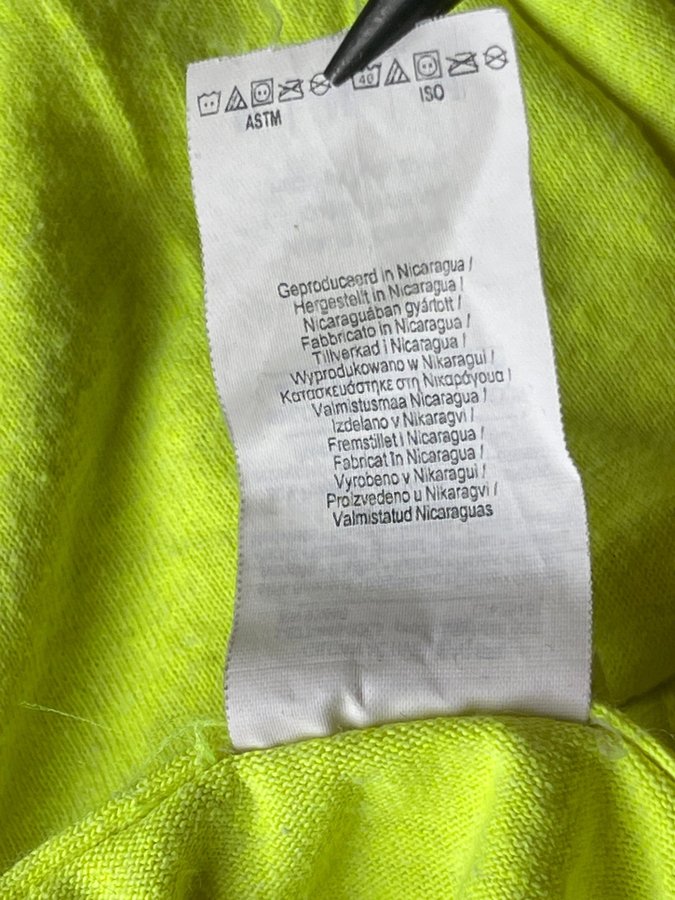 40
ASTM
ISO
Geproduceerd in Nicaragua /
Hergestellt in Nicaragua /
Nicaraguában gyártott /
Fabbricato in Nicaragua /
Tillverkad i Nicaragua /
Wyprodukowano w Nikaragui /
Κατασκευάστηκε στη Νικαράγουα /
Valmistusmaa Nicaragua /
Izdelano v Nikaragvi /
Fremstillet i Nicaragua /
Fabricat în Nicaragua /
Vyrobeno v Nikaragui /
Proizvedeno u Nikaragvi /
Valmistatud Nicaraguas